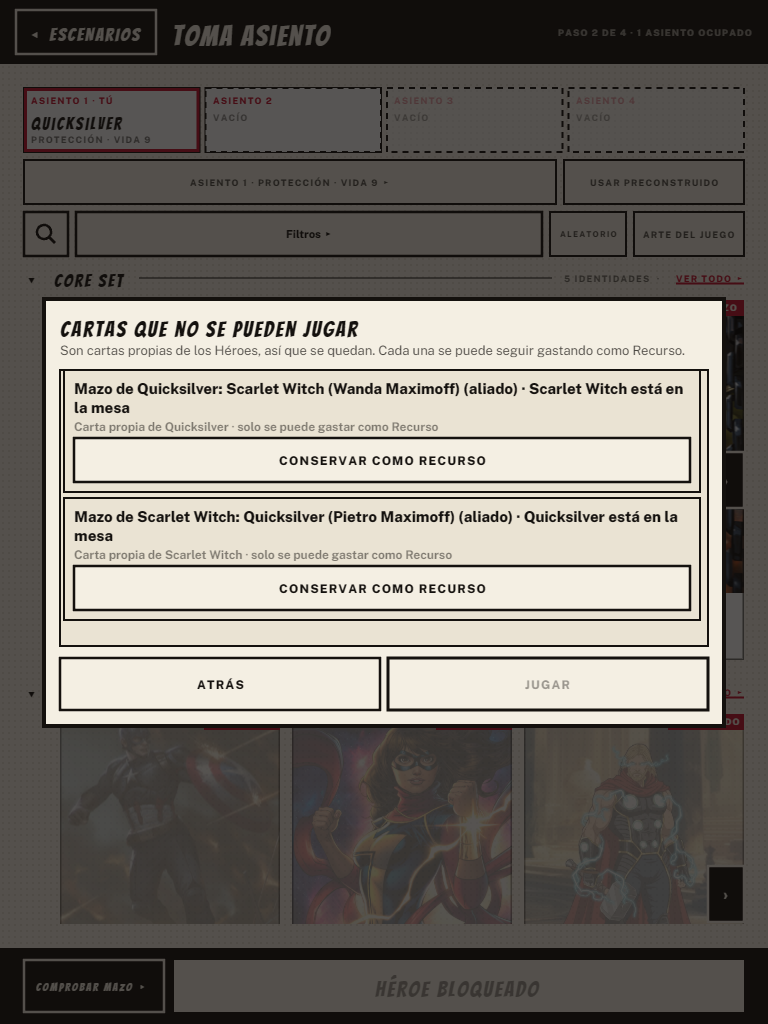 ◂ ESCENARIOS
TOMA ASIENTO
PASO 2 DE 4 · 1 ASIENTO OCUPADO
ASIENTO 1 · TÚ
QUICKSILVER
PROTECCIÓN · VIDA 9
ASIENTO 2
VACÍO
ASIENTO 3
VACÍO
ASIENTO 4
VACÍO
ASIENTO 1 · PROTECCIÓN · VIDA 9 ▸
USAR PRECONSTRUIDO
Filtros ▸
ALEATORIO
ARTE DEL JUEGO
▾ CORE SET
5 IDENTIDADES ·
VER TODO ▸
CARTAS QUE NO SE PUEDEN JUGAR
Son cartas propias de los Héroes, así que se quedan. Cada una se puede seguir gastando como Recurso.
Mazo de Quicksilver: Scarlet Witch (Wanda Maximoff) (aliado) · Scarlet Witch está en
la mesa
Carta propia de Quicksilver · solo se puede gastar como Recurso
CONSERVAR COMO RECURSO
Mazo de Scarlet Witch: Quicksilver (Pietro Maximoff) (aliado) · Quicksilver está en la
mesa
Carta propia de Scarlet Witch · solo se puede gastar como Recurso
CONSERVAR COMO RECURSO
ATRÁS
JUGAR
COMPROBAR MAZO ▸
HÉROE BLOQUEADO